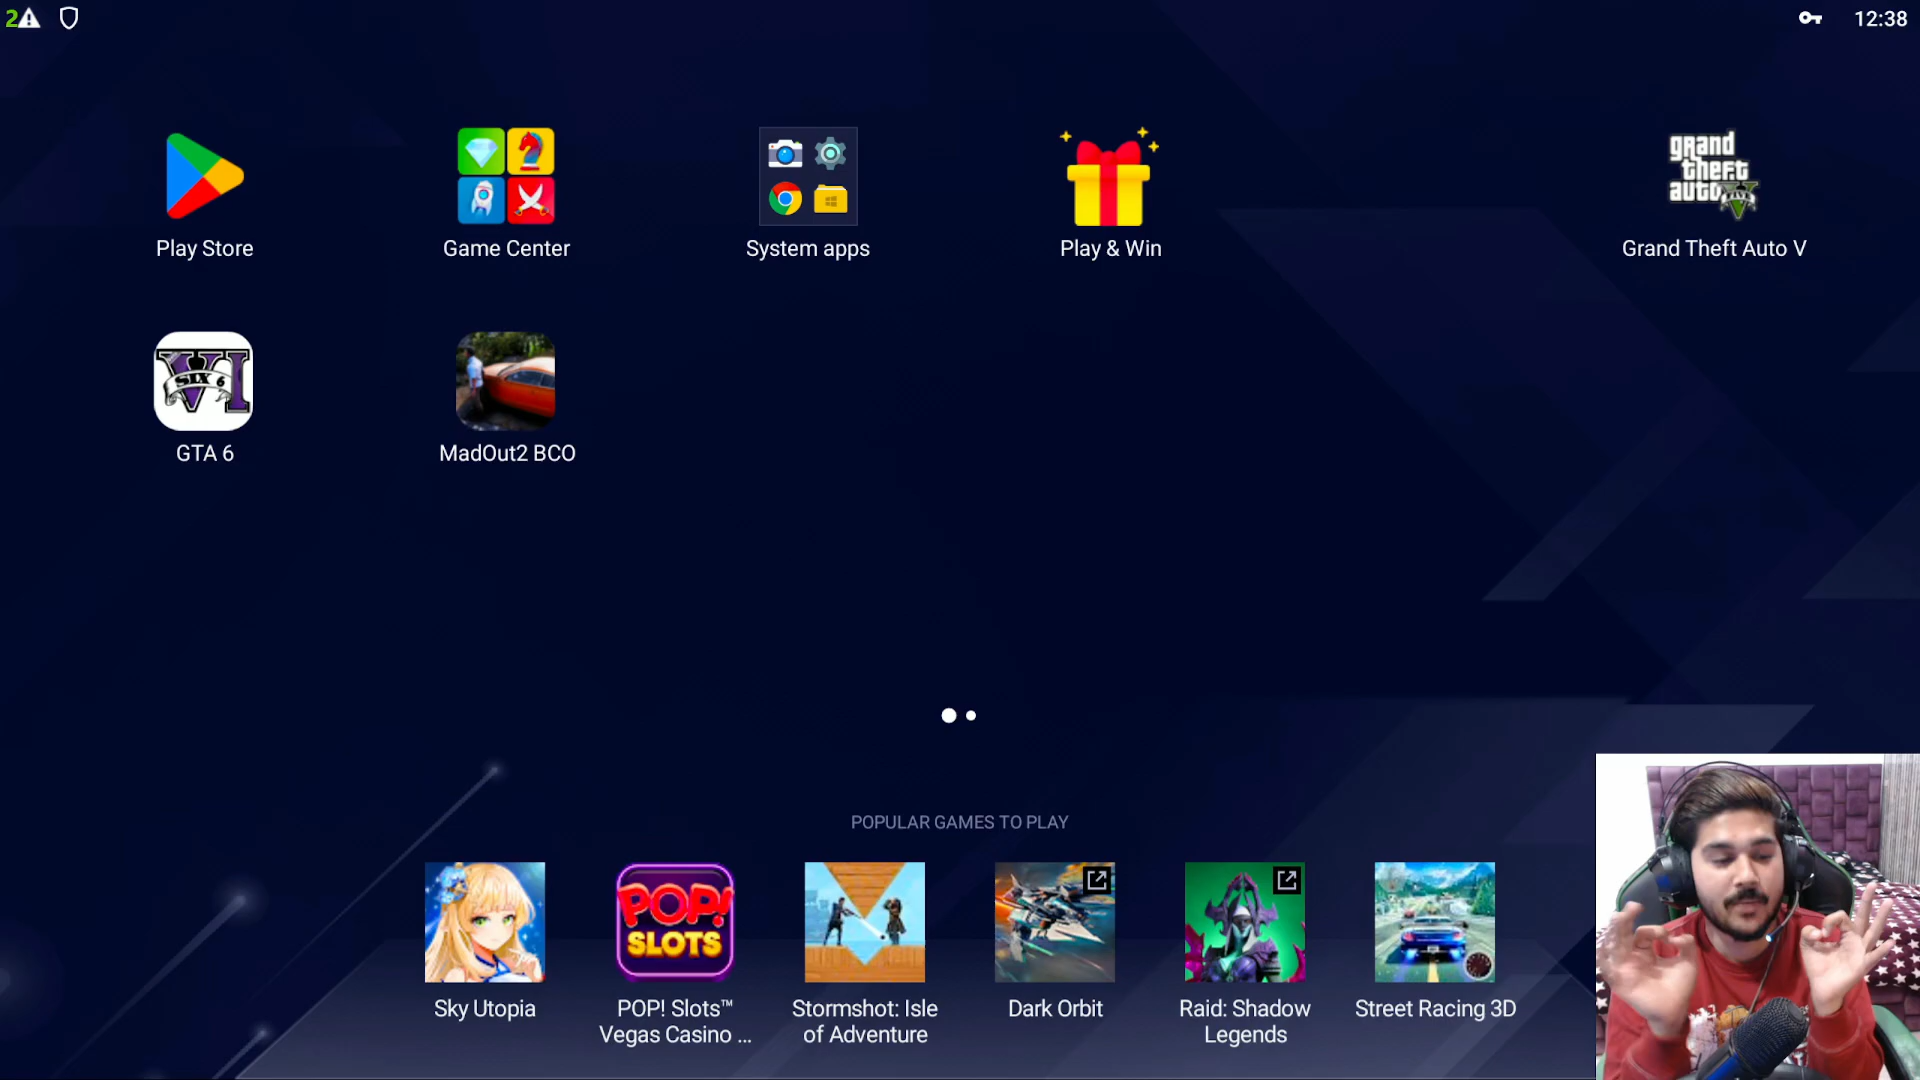 2
12:38
grand
theft
auto
V
Play Store
Game Center
System apps
Play & Win
Grand Theft Auto V
VI
SIX 6
GTA 6
MadOut2 BCO
POPULAR GAMES TO PLAY
POP!
SLOTS
Sky Utopia
POP! Slots™
Vegas Casino ...
Stormshot: Isle
of Adventure
Dark Orbit
Raid: Shadow
Legends
Street Racing 3D